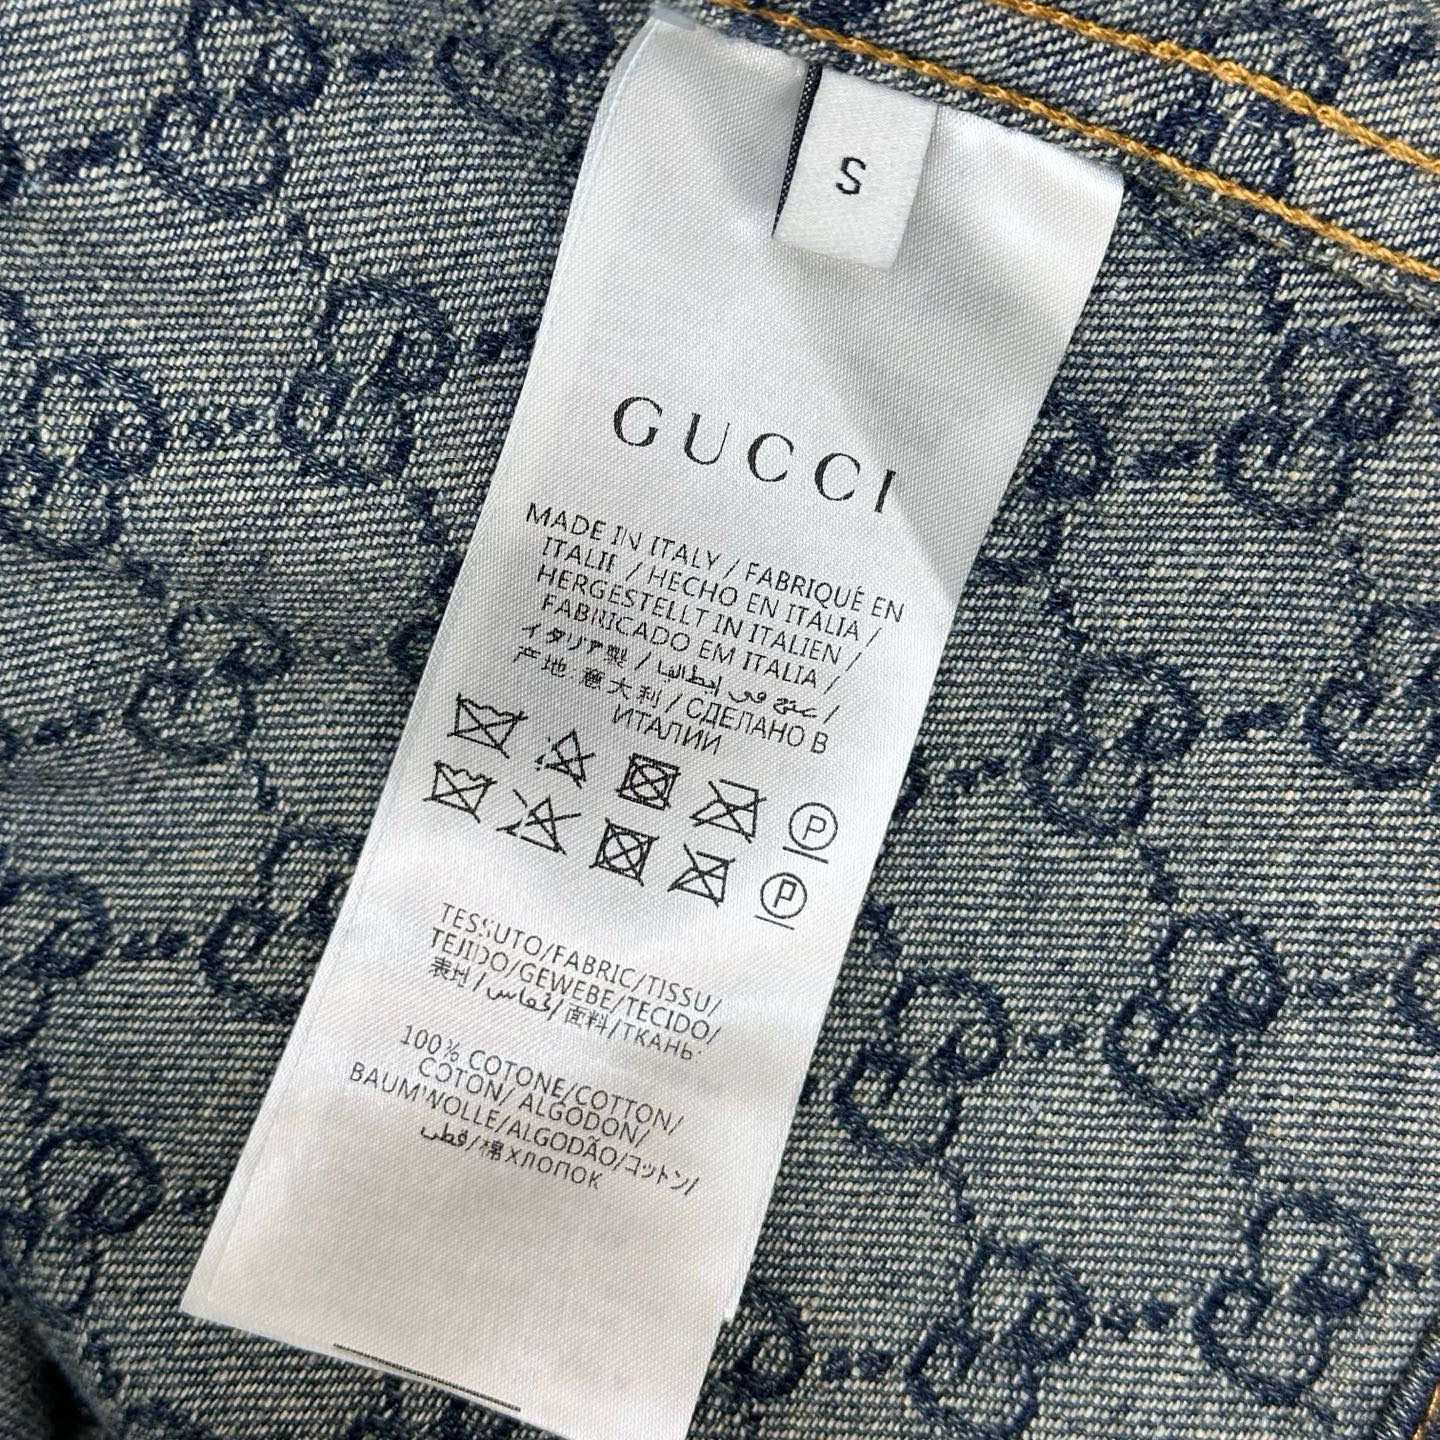 S
GUCCI
MADE IN ITALY / FABRIQUÉ EN
ITALIE / HECHO EN ITALIA /
HERGESTELLT IN ITALIEN /
FABRICADO EM ITALIA /
イタリア製 / صنع في إيطاليا /
产地:意大利 / СДЕЛАНО В
ИТАЛИИ
P
P
TESSUTO/FABRIC/TISSU/
TEJIDO/GEWEBE/TECIDO/
表地/قماش/面料/ТКАНЬ:
100% COTONE/COTTON/
COTON/ ALGODON/
BAUMWOLLE/ALGODÃO/コットン/
قطن/棉 ХЛОПОК